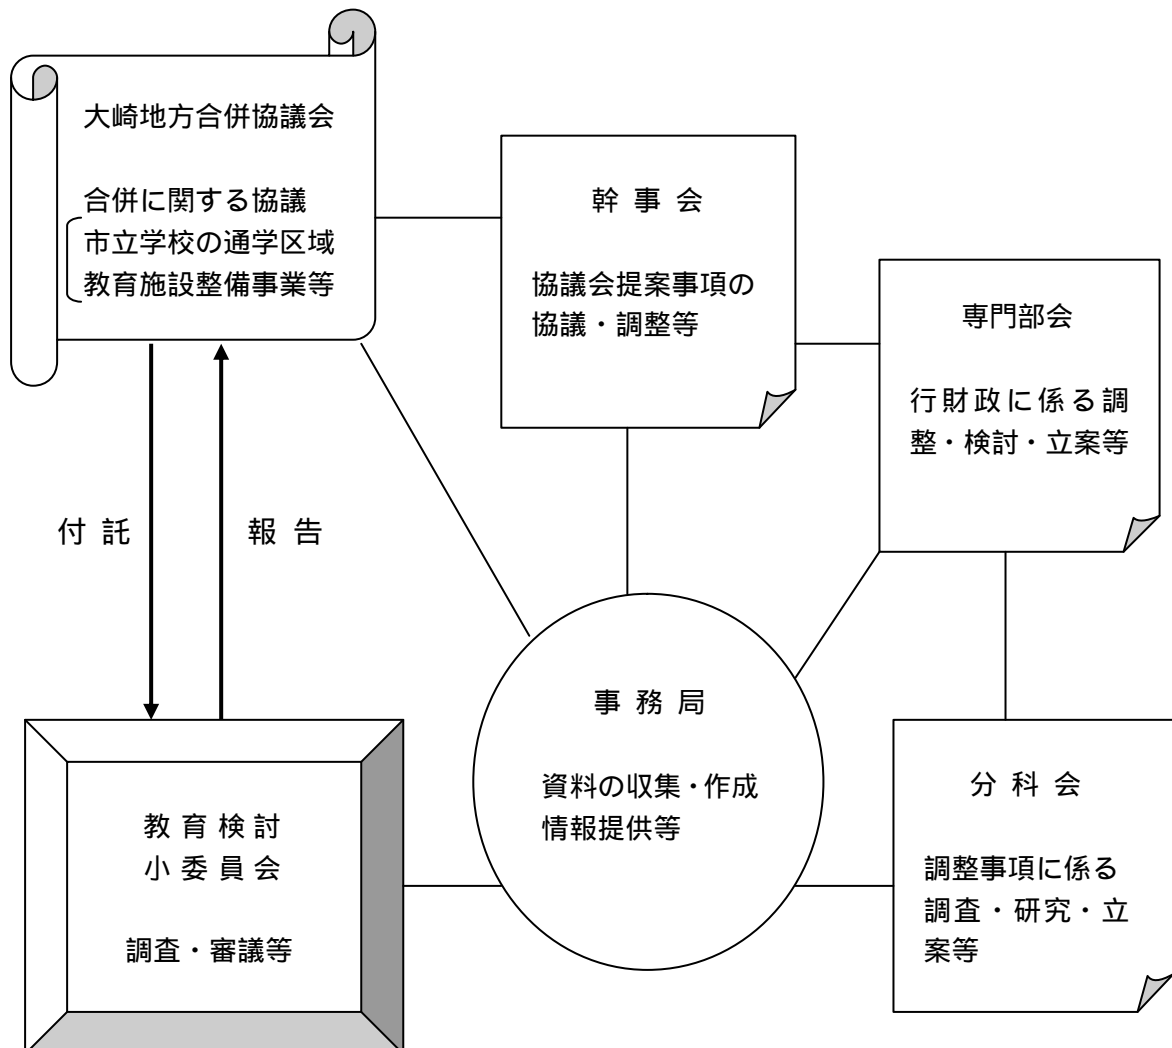 大崎地方合併協議会
合併に関する協議
市立学校の通学区域
教育施設整備事業等
幹事会
協議会提案事項の
協議・調整等
専門部会
行財政に係る調
整・検討・立案等
付託
報告
事務局
資料の収集・作成
情報提供等
教育検討
小委員会
調査・審議等
分科会
調整事項に係る
調査・研究・立
案等